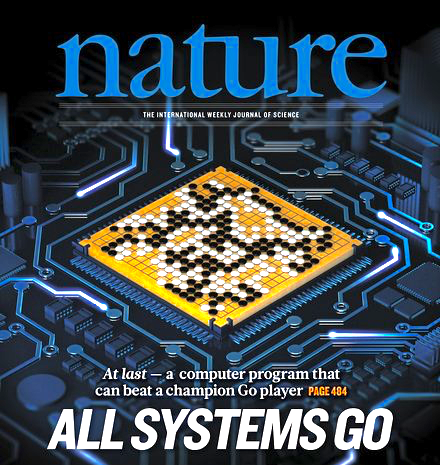 nature
THE INTERNATIONAL WEEKLY JOURNAL OF SCIENCE
At last — a computer program that
can beat a champion Go player PAGE 484
ALL SYSTEMS GO